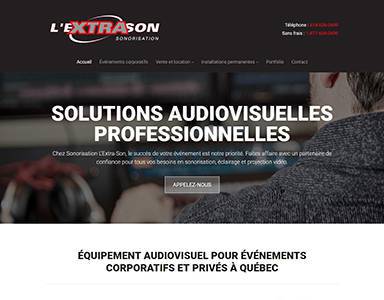 L'EXTRASON
SONORISATION
Téléphone :
Sans frais :
Accueil Événements corporatifs Vente et location Installations permanentes Portfolio Contact
SOLUTIONS AUDIOVISUELLES
PROFESSIONNELLES
Chez Sonorisation L'Extra-Son, le succès de votre événement est notre priorité. Faites affaire avec un partenaire de
confiance pour tous vos besoins en sonorisation, éclairage et projection vidéo.
APPELEZ-NOUS
ÉQUIPEMENT AUDIOVISUEL POUR ÉVÉNEMENTS
CORPORATIFS ET PRIVÉS À QUÉBEC